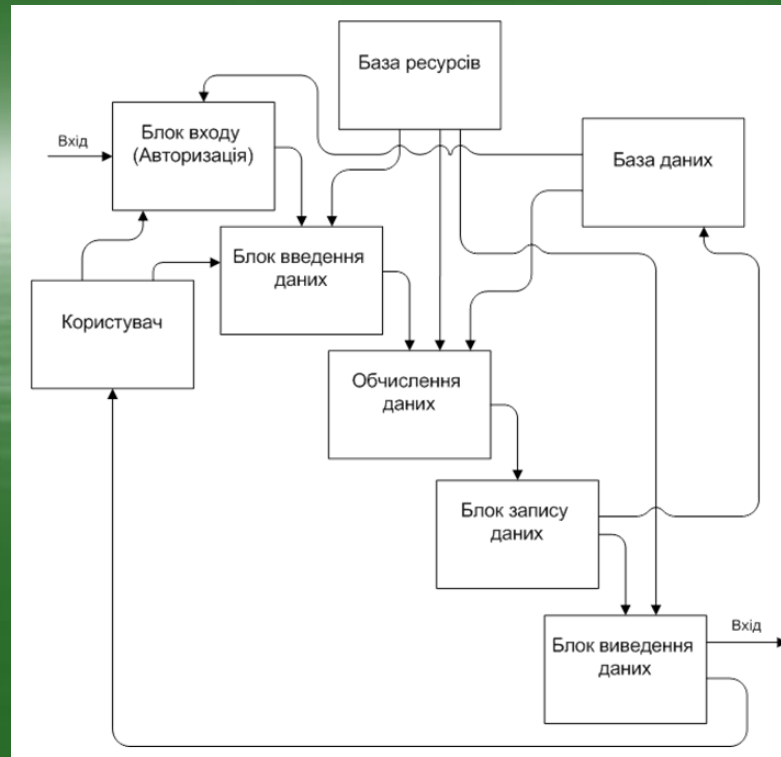 База ресурсів
Вхід
Блок входу
(Авторизація)
База даних
Блок введення
даних
Користувач
Обчислення
даних
Блок запису
даних
Блок виведення
даних
Вхід